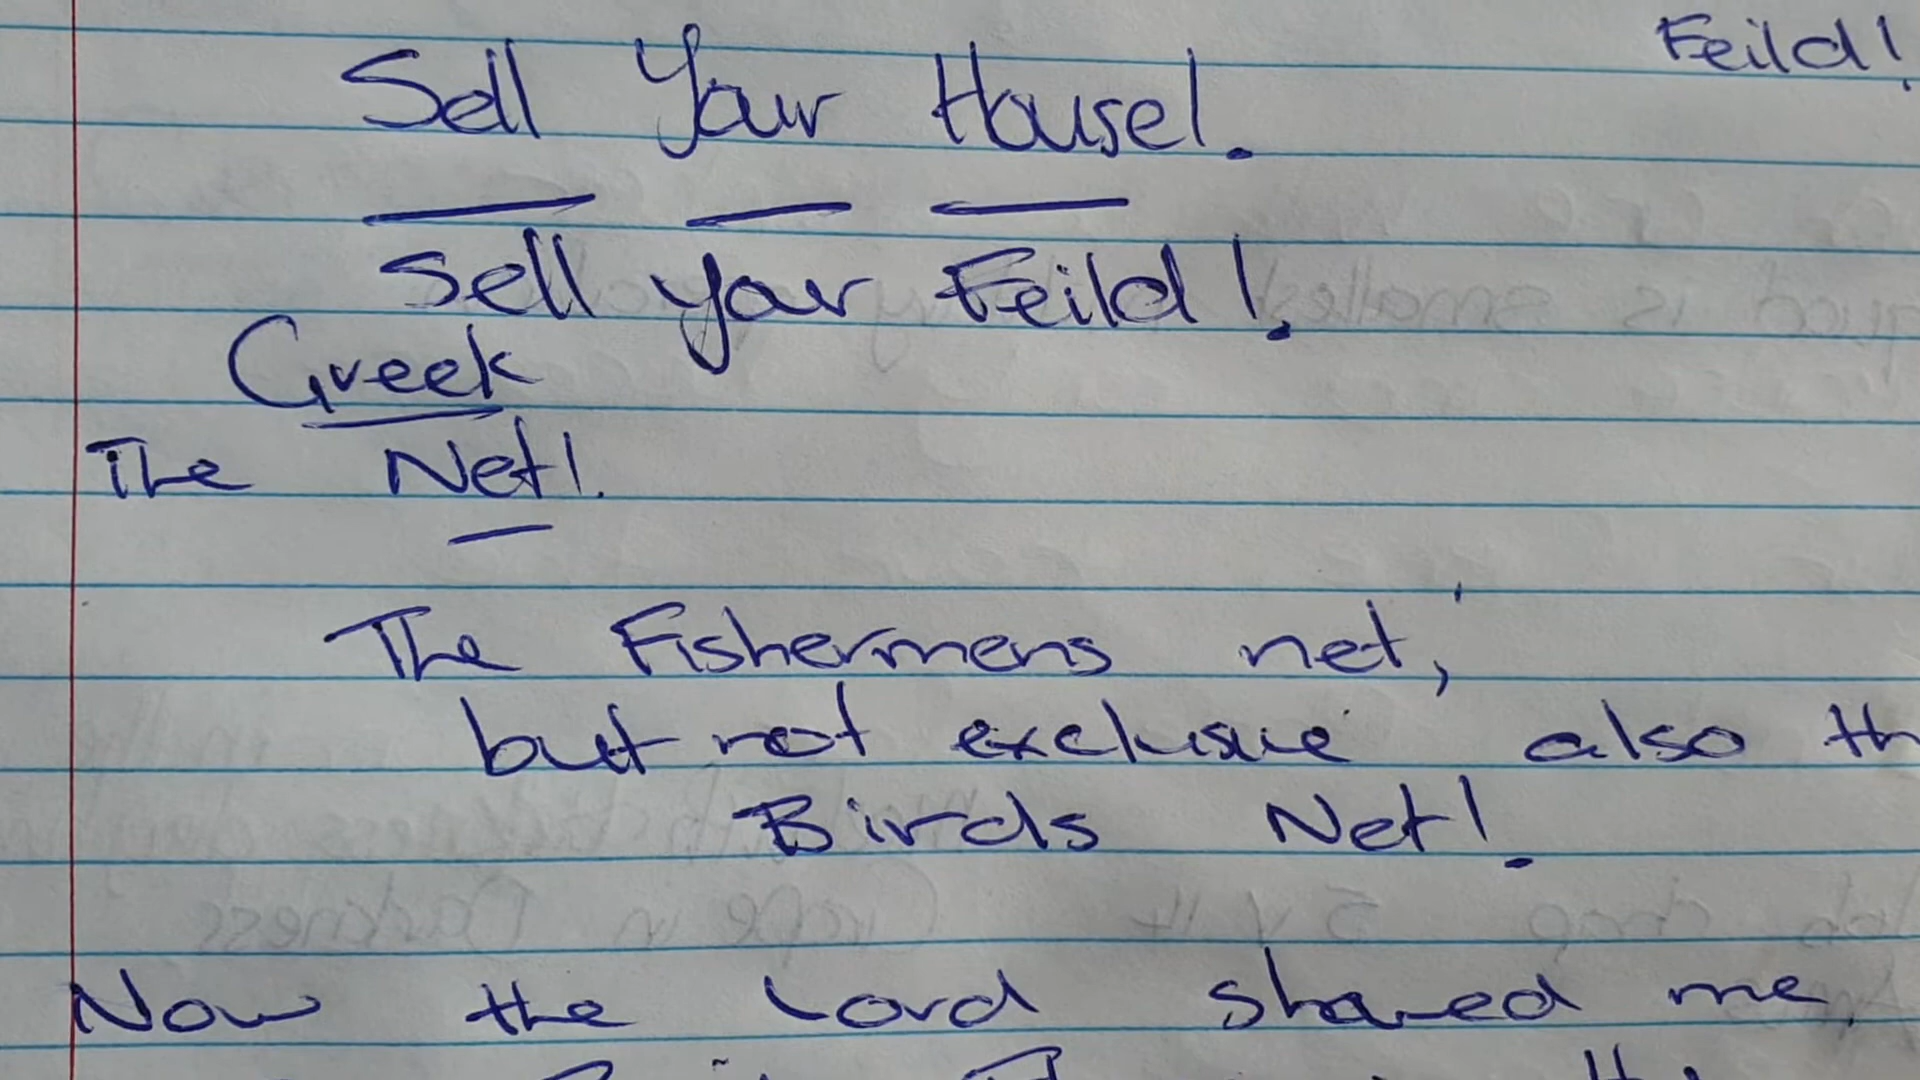 Feild!
Sell Your House!.
Sell your Feild!.
Greek
The Net!.
The Fishermens net,
but not exclusive also th
Birds Net!.
Now the Lord shared me